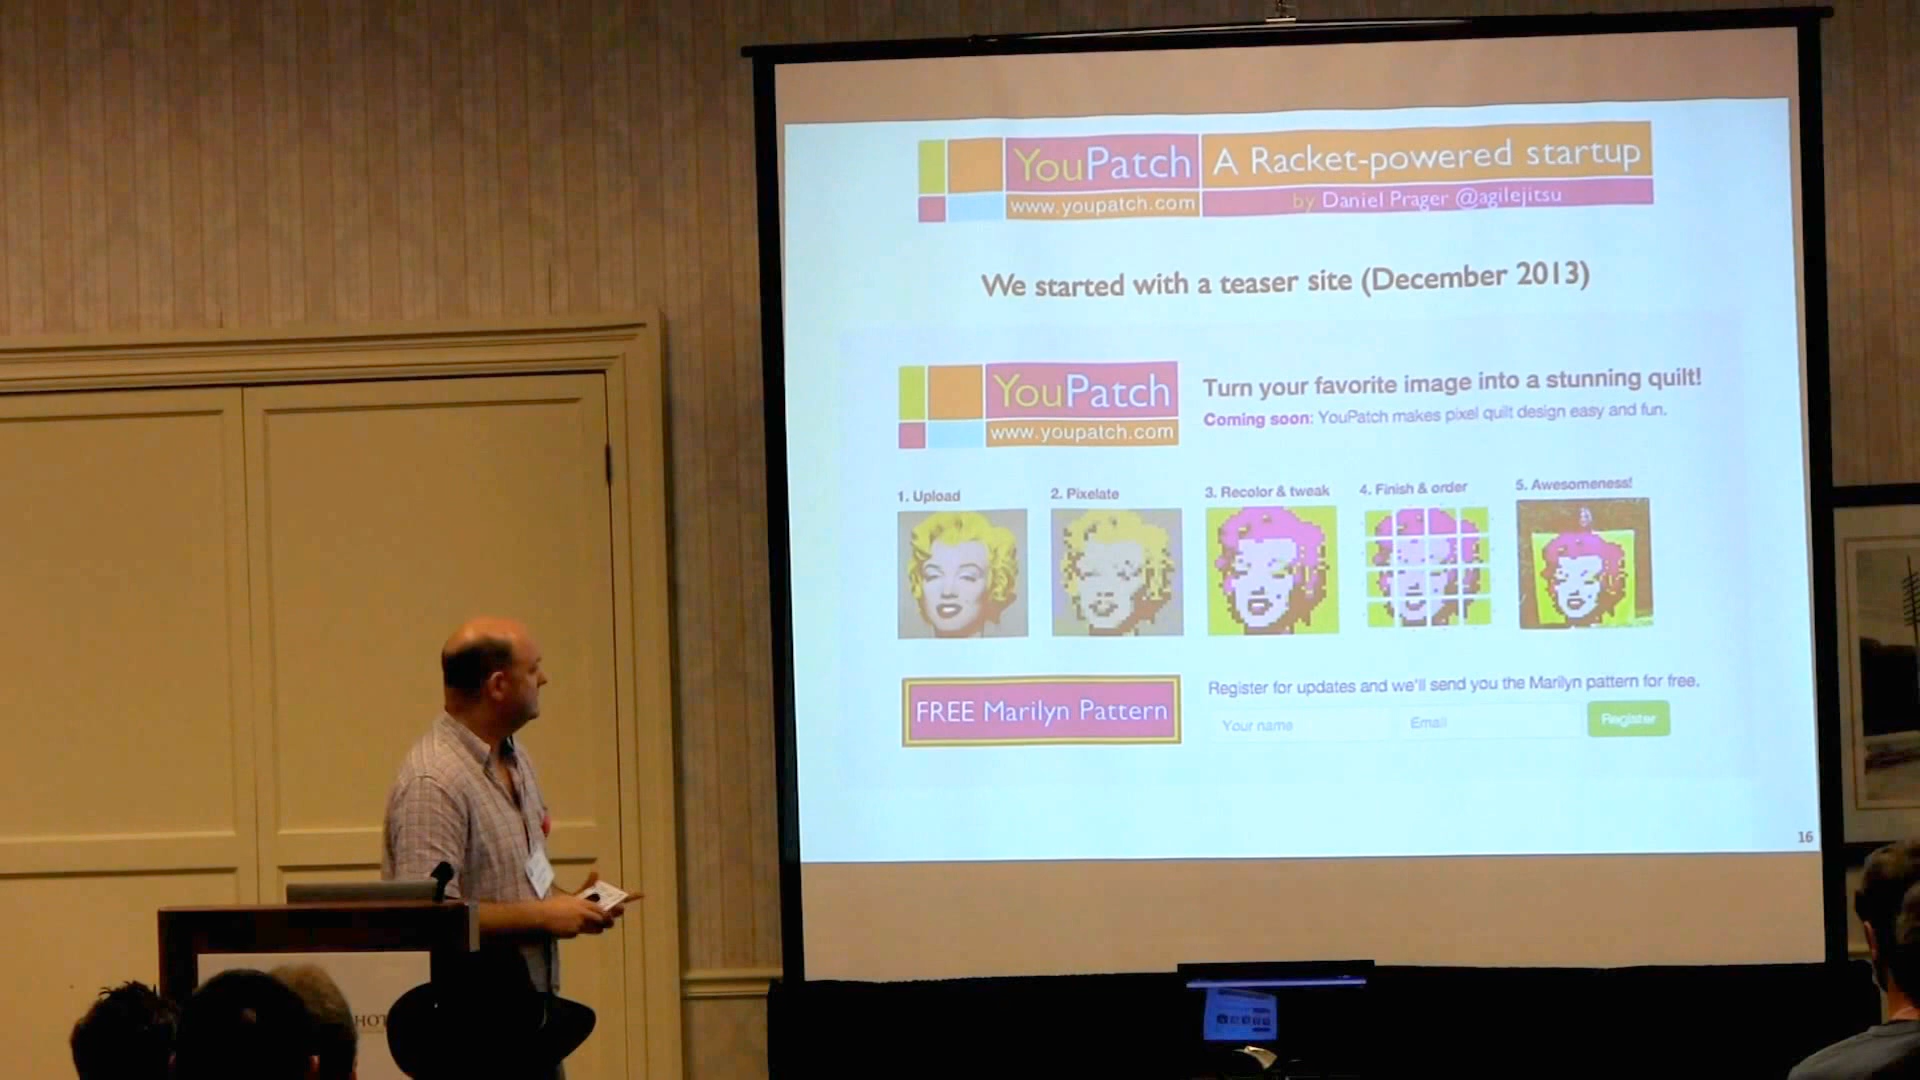 YouPatch
A Racket-powered startup
www.youpatch.com
by Daniel Prager @agilejitsu
We started with a teaser site (December 2013)
YouPatch
www.youpatch.com
Turn your favorite image into a stunning quilt!
Coming soon: YouPatch makes pixel quilt design easy and fun.
1. Upload
2. Pixelate
3. Recolor & tweak
4. Finish & order
5. Awesomeness!
FREE Marilyn Pattern
Register for updates and we'll send you the Marilyn pattern for free.
Your name
Email
Register
16
HOT